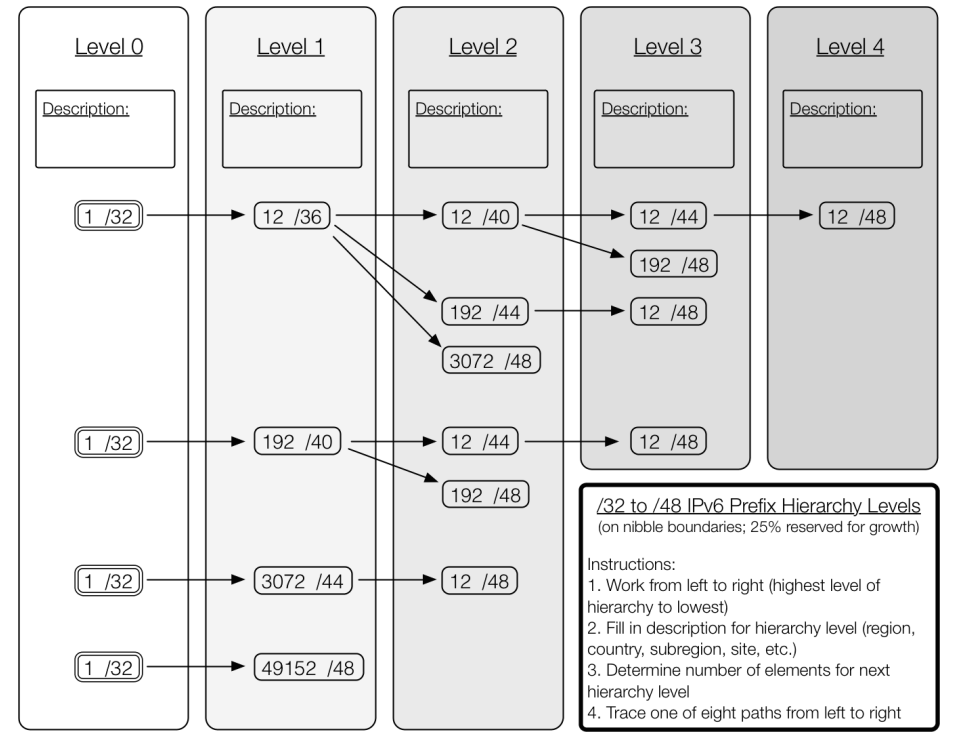 Level 0
Level 1
Level 2
Level 3
Level 4
Description:
Description:
Description:
Description:
Description:
1 /32
12 /36
12 /40
12 /44
12 /48
192 /48
192 /44
12 /48
3072 /48
1 /32
192 /40
12 /44
12 /48
192 /48
1 /32
3072 /44
12 /48
1 /32
49152 /48
/32 to /48 IPv6 Prefix Hierarchy Levels
(on nibble boundaries; 25% reserved for growth)
Instructions:
1. Work from left to right (highest level of
hierarchy to lowest)
2. Fill in description for hierarchy level (region,
country, subregion, site, etc.)
3. Determine number of elements for next
hierarchy level
4. Trace one of eight paths from left to right